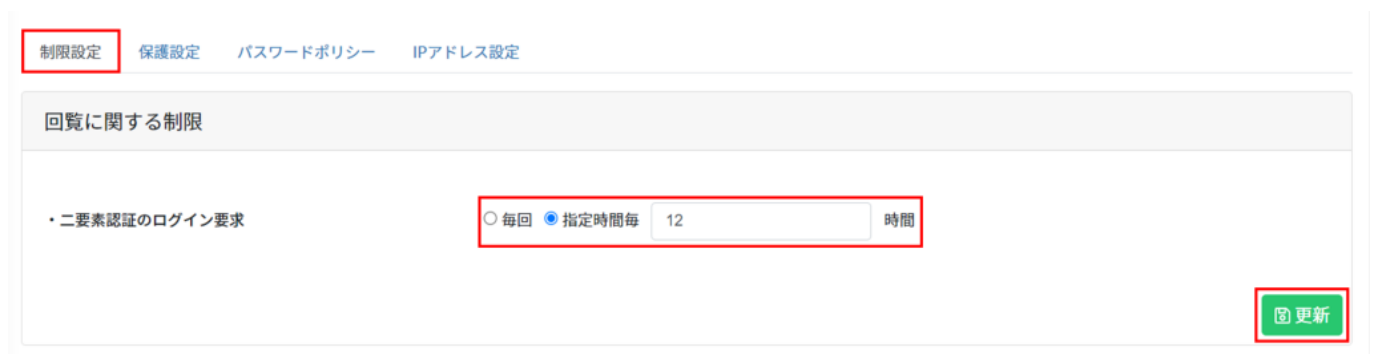 制限設定 保護設定 パスワードポリシー IPアドレス設定
回覧に関する制限
・二要素認証のログイン要求 毎回 指定時間毎 12 時間
更新